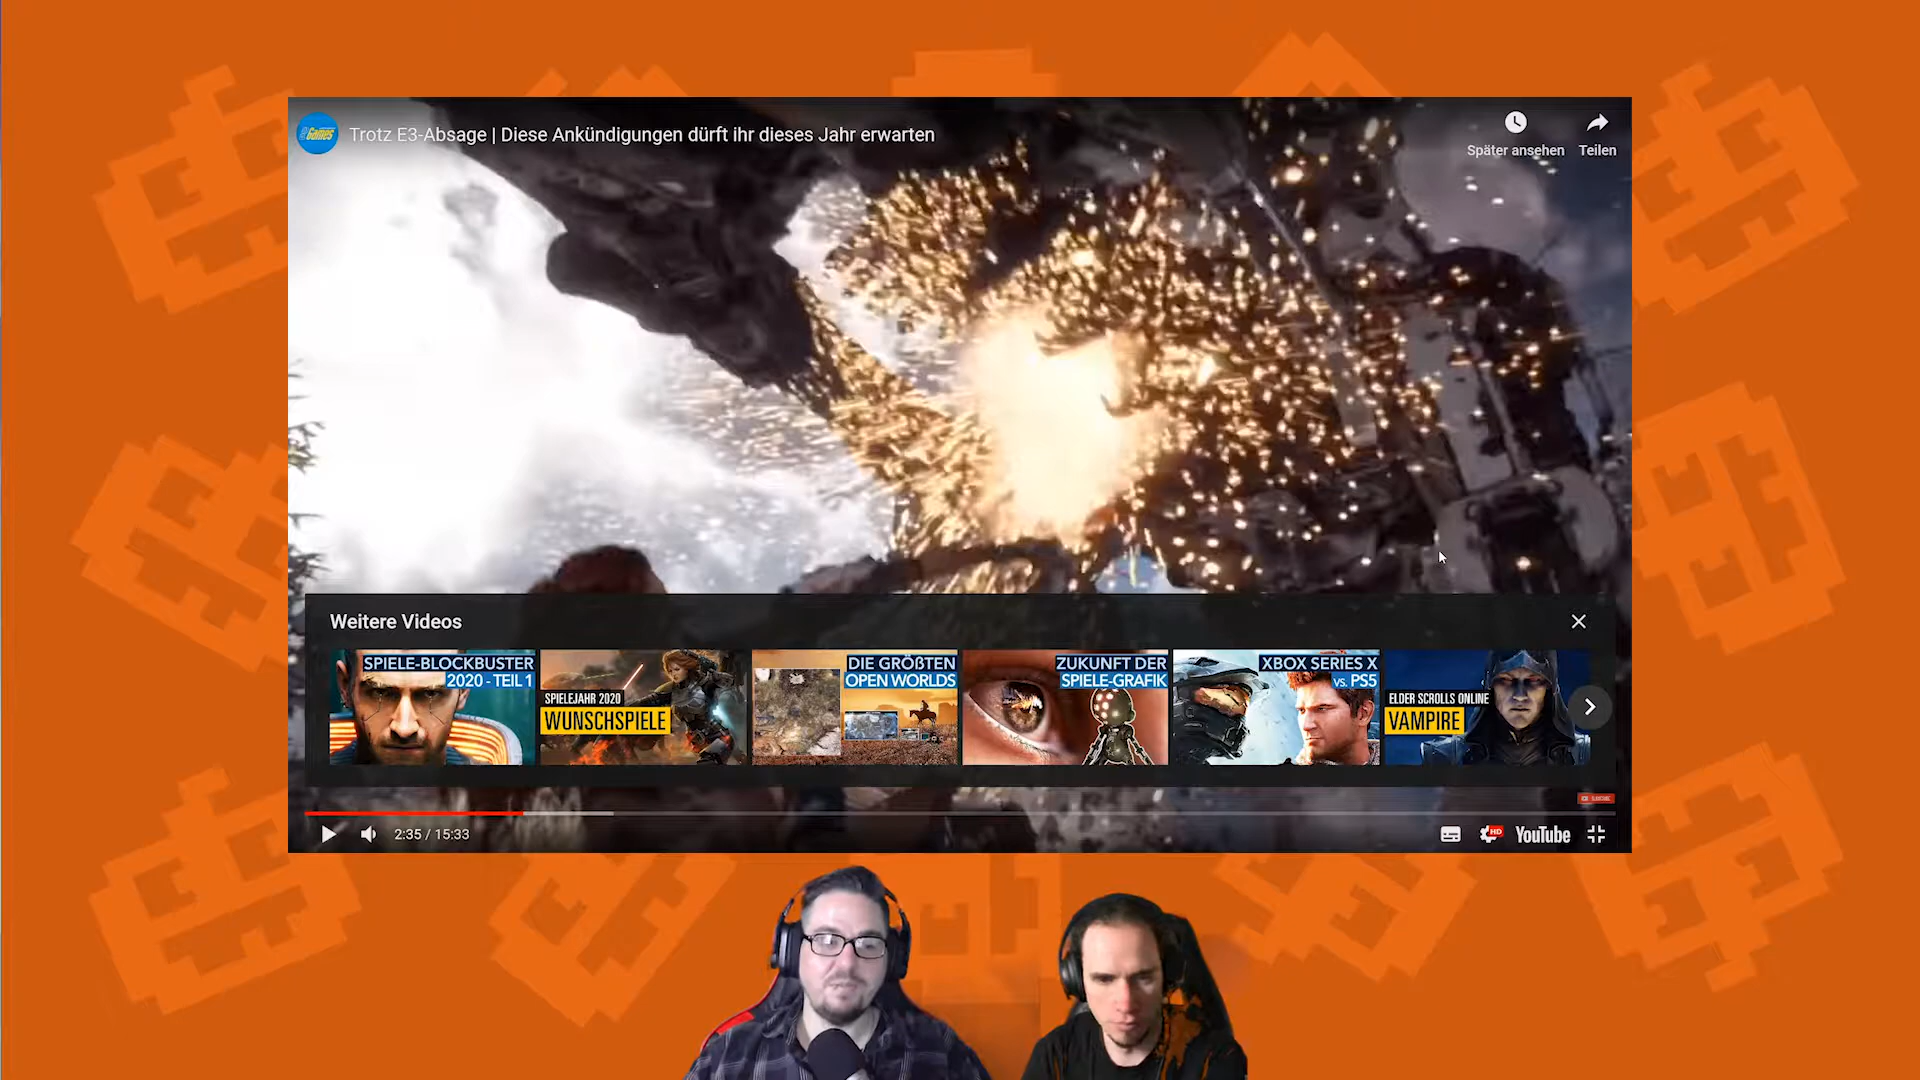 Games
Trotz E3-Absage | Diese Ankündigungen dürft ihr dieses Jahr erwarten
Später ansehen
Teilen
Weitere Videos
SPIELE-BLOCKBUSTER
2020 - TEIL 1
SPIELEJAHR 2020
WUNSCHSPIELE
DIE GRÖßTEN
OPEN WORLDS
ZUKUNFT DER
SPIELE-GRAFIK
XBOX SERIES X
VS. PS5
ELDER SCROLLS ONLINE
VAMPIRE
2:35 / 15:33
HD
YouTube